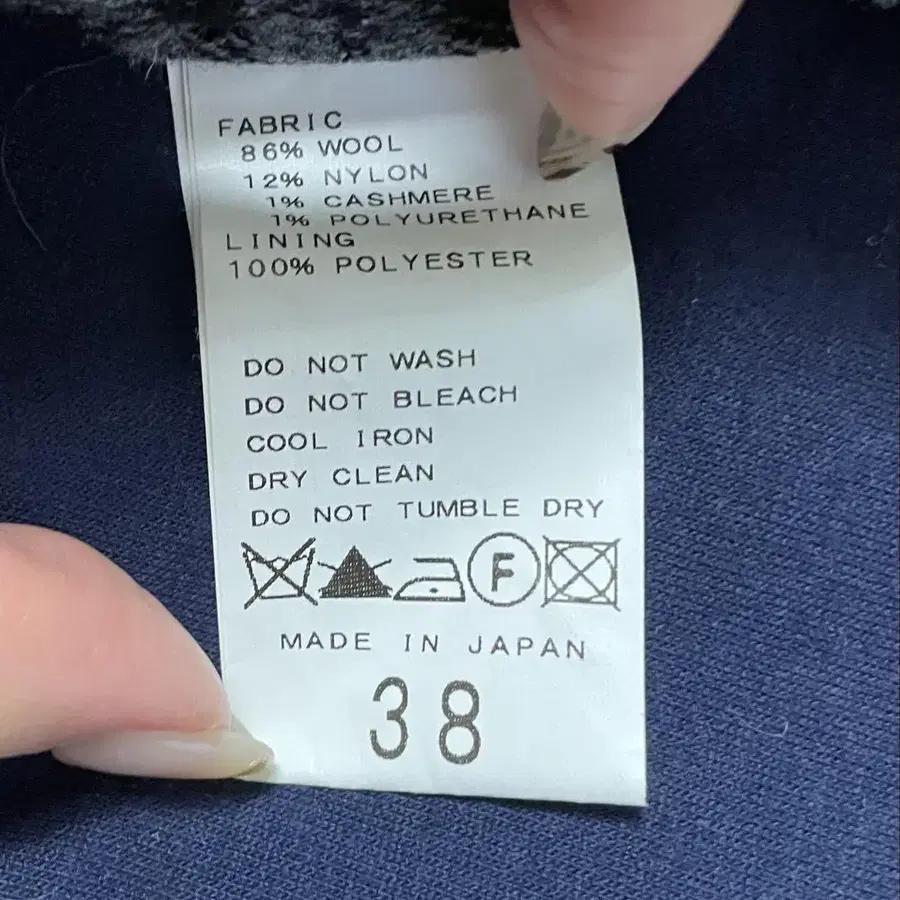 FABRIC
86% WOOL
12% NYLON
1% CASHMERE
1% POLYURETHANE
LINING
100% POLYESTER
DO NOT WASH
DO NOT BLEACH
COOL IRON
DRY CLEAN
DO NOT TUMBLE DRY
F
MADE IN JAPAN
38